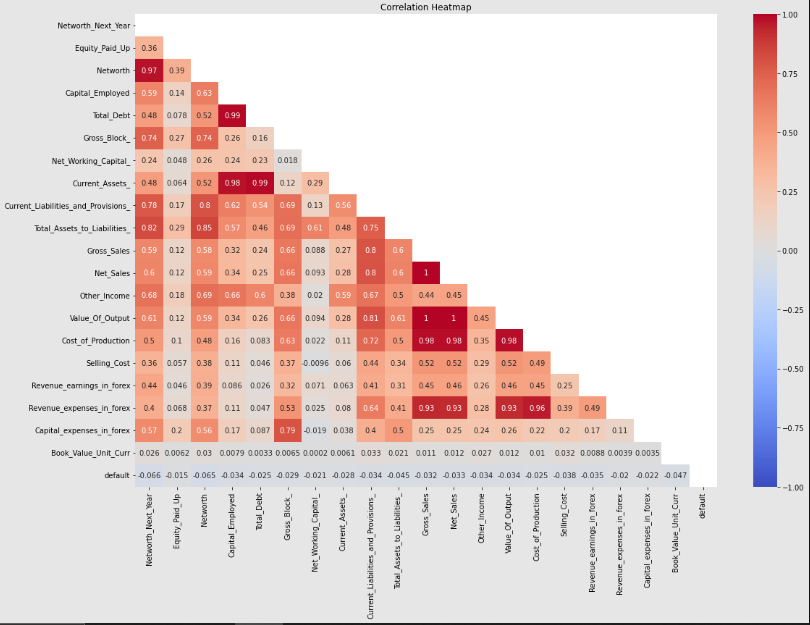 Correlation Heatmap
Networth_Next_Year
Equity_Paid_Up 0.36
Networth 0.97 0.39
Capital_Employed 0.59 0.14 0.63
Total_Debt 0.48 0.078 0.52 0.99
Gross_Block_ 0.74 0.27 0.74 0.26 0.16
Net_Working_Capital_ 0.24 0.048 0.26 0.24 0.23 0.018
Current_Assets_ 0.48 0.064 0.52 0.98 0.99 0.12 0.29
Current_Liabilities_and_Provisions_ 0.78 0.17 0.8 0.62 0.54 0.69 0.13 0.56
Total_Assets_to_Liabilities_ 0.82 0.29 0.85 0.57 0.46 0.69 0.61 0.48 0.75
Gross_Sales 0.59 0.12 0.58 0.32 0.24 0.66 0.088 0.27 0.8 0.6
Net_Sales 0.6 0.12 0.59 0.34 0.25 0.66 0.093 0.28 0.8 0.6 1
Other_Income 0.68 0.18 0.69 0.66 0.6 0.38 0.02 0.59 0.67 0.5 0.44 0.45
Value_Of_Output 0.61 0.12 0.59 0.34 0.26 0.66 0.094 0.28 0.81 0.61 1 1 0.45
Cost_of_Production 0.5 0.1 0.48 0.16 0.083 0.63 0.022 0.11 0.72 0.5 0.98 0.98 0.35 0.98
Selling_Cost 0.36 0.057 0.38 0.11 0.046 0.37 -0.0096 0.06 0.44 0.34 0.52 0.52 0.29 0.52 0.49
Revenue_earnings_in_forex 0.44 0.046 0.39 0.086 0.026 0.32 0.071 0.063 0.41 0.31 0.45 0.46 0.26 0.46 0.45 0.25
Revenue_expenses_in_forex 0.4 0.068 0.37 0.11 0.047 0.53 0.025 0.08 0.64 0.41 0.93 0.93 0.28 0.93 0.96 0.39 0.49
Capital_expenses_in_forex 0.57 0.2 0.56 0.17 0.087 0.79 -0.019 0.038 0.4 0.5 0.25 0.26 0.24 0.26 0.22 0.2 0.17 0.11
Book_Value_Unit_Curr 0.026 0.0062 0.03 0.0079 0.0033 0.0065 0.0002 0.0061 0.033 0.021 0.011 0.012 0.027 0.012 0.01 0.032 0.0088 0.0039 0.0035
default -0.066 -0.015 -0.065 -0.034 -0.025 -0.029 -0.021 -0.028 -0.034 -0.045 -0.032 -0.033 -0.034 -0.034 -0.025 -0.038 -0.035 -0.02 -0.022 -0.047
Networth_Next_Year
Equity_Paid_Up
Networth
Capital_Employed
Total_Debt
Gross_Block_
Net_Working_Capital_
Current_Assets_
Current_Liabilities_and_Provisions_
Total_Assets_to_Liabilities_
Gross_Sales
Net_Sales
Other_Income
Value_Of_Output
Cost_of_Production
Selling_Cost
Revenue_earnings_in_forex
Revenue_expenses_in_forex
Capital_expenses_in_forex
Book_Value_Unit_Curr
default
1.00
0.75
0.50
0.25
0.00
−0.25
−0.50
−0.75
−1.00